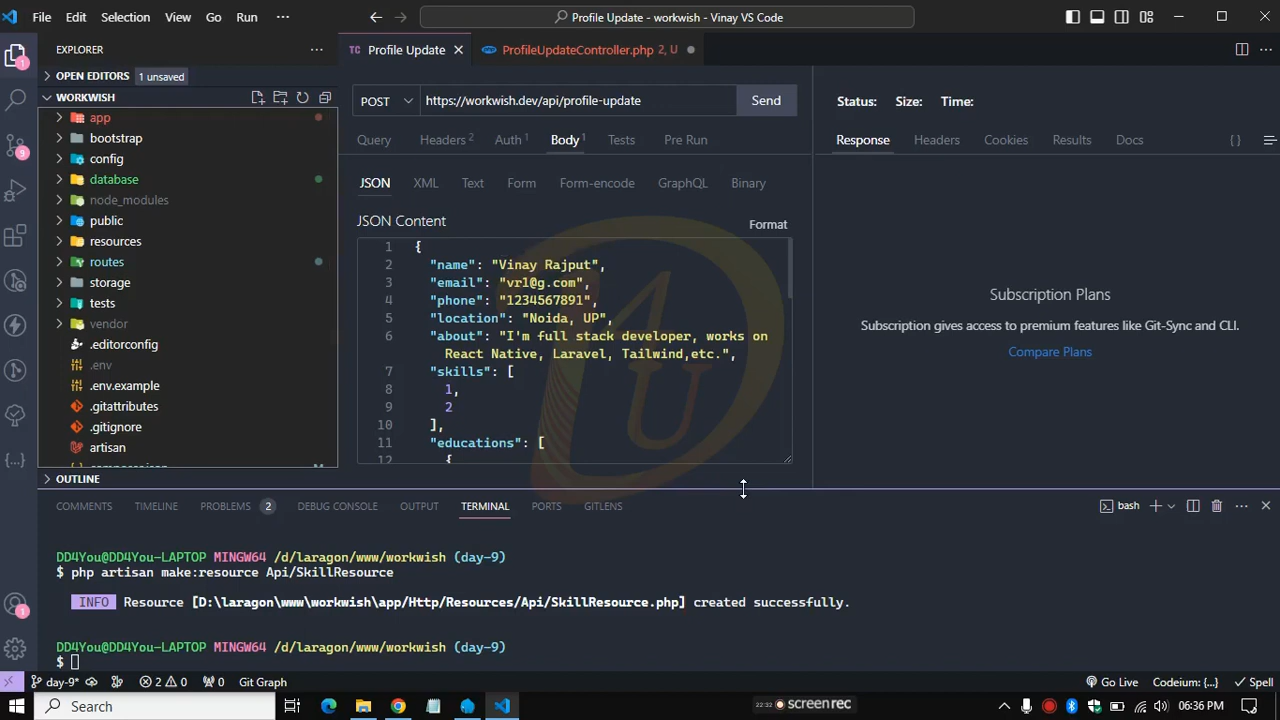 File Edit Selection View Go Run ··· Profile Update - workwish - Vinay VS Code
EXPLORER ···
OPEN EDITORS 1 unsaved
WORKWISH
app
bootstrap
config
database
node_modules
public
resources
routes
storage
tests
vendor
.editorconfig
.env
.env.example
.gitattributes
.gitignore
artisan
OUTLINE
TC Profile Update
php ProfileUpdateController.php 2, U
POST https://workwish.dev/api/profile-update Send
Query Headers 2 Auth 1 Body 1 Tests Pre Run
JSON XML Text Form Form-encode GraphQL Binary
JSON Content Format
1 {
2 "name": "Vinay Rajput",
3 "email": "vr1@g.com",
4 "phone": "1234567891",
5 "location": "Noida, UP",
6 "about": "I'm full stack developer, works on
React Native, Laravel, Tailwind,etc.",
7 "skills": [
8 1,
9 2
10 ],
11 "educations": [
12 {
Status: Size: Time:
Response Headers Cookies Results Docs {}
Subscription Plans
Subscription gives access to premium features like Git-Sync and CLI.
Compare Plans
COMMENTS TIMELINE PROBLEMS 2 DEBUG CONSOLE OUTPUT TERMINAL PORTS GITLENS bash
DD4You@DD4You-LAPTOP MINGW64 /d/laragon/www/workwish (day-9)
$ php artisan make:resource Api/SkillResource
INFO Resource [D:\laragon\www\workwish\app/Http/Resources/Api/SkillResource.php] created successfully.
DD4You@DD4You-LAPTOP MINGW64 /d/laragon/www/workwish (day-9)
$
day-9* 2 0 0 Git Graph Go Live Codeium: {...} Spell
Search 22:32 screenrec 06:36 PM